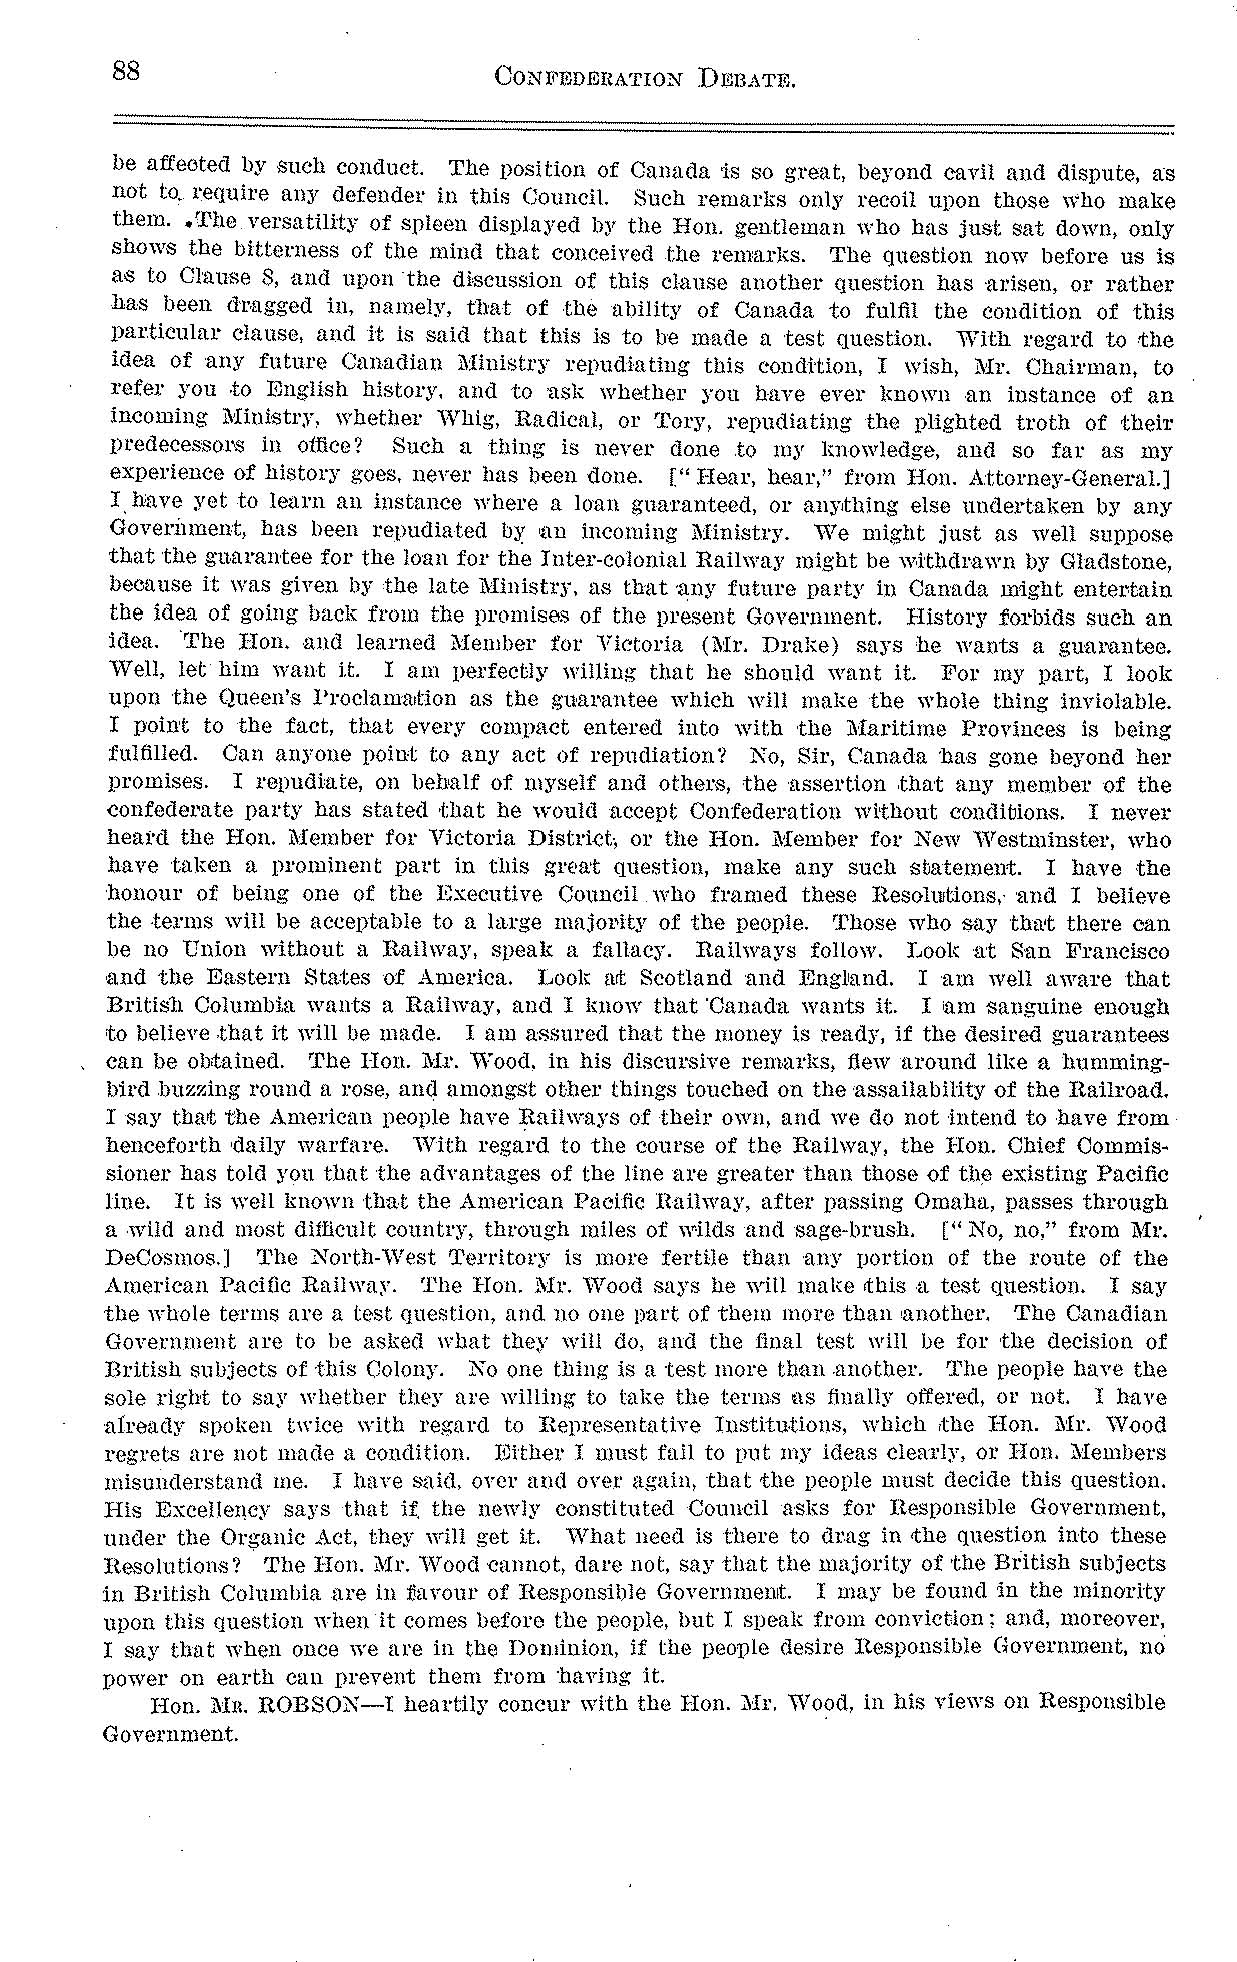 88
CONFEDERATION DEBATE.
be affected by such conduct. The position of Canada is so great, beyond cavil and dispute, as
not to require any defender in this Council. Such remarks only recoil upon those who make
them. The versatility of spleen displayed by the Hon. gentleman who has just sat down, only
shows the bitterness of the mind that conceived the remarks. The question now before us is
as to Clause 8, and upon the discussion of this clause another question has arisen, or rather
has been dragged in, namely, that of the ability of Canada to fulfil the condition of this
particular clause, and it is said that this is to be made a test question. With regard to the
idea of any future Canadian Ministry repudiating this condition, I wish, Mr. Chairman, to
refer you to English history, and to ask whether you have ever known an instance of an
incoming Ministry, whether Whig, Radical, or Tory, repudiating the plighted troth of their
predecessors in office? Such a thing is never done to my knowledge, and so far as my
experience of history goes, never has been done. ["Hear, hear," from Hon. Attorney-General.]
I have yet to learn an instance where a loan guaranteed, or anything else undertaken by any
Government, has been repudiated by an incoming Ministry. We might just as well suppose
that the guarantee for the loan for the Inter-colonial Railway might be withdrawn by Gladstone,
because it was given by the late Ministry, as that any future party in Canada might entertain
the idea of going back from the promises of the present Government. History forbids such an
idea. The Hon. and learned Member for Victoria (Mr. Drake) says he wants a guarantee.
Well, let him want it. I am perfectly willing that he should want it. For my part, I look
upon the Queen's Proclamation as the guarantee which will make the whole thing inviolable.
I point to the fact, that every compact entered into with the Maritime Provinces is being
fulfilled. Can anyone point to any act of repudiation? No, Sir, Canada has gone beyond her
promises. I repudiate, on behalf of myself and others, the assertion that any member of the
confederate party has stated that he would accept Confederation without conditions. I never
heard the Hon. Member for Victoria District, or the Hon. Member for New Westminster, who
have taken a prominent part in this great question, make any such statement. I have the
honour of being one of the Executive Council who framed these Resolutions, and I believe
the terms will be acceptable to a large majority of the people. Those who say that there can
be no Union without a Railway, speak a fallacy. Railways follow. Look at San Francisco
and the Eastern States of America. Look at Scotland and England. I am well aware that
British Columbia wants a Railway, and I know that Canada wants it. I am sanguine enough
to believe that it will be made. I am assured that the money is ready, if the desired guarantees
can be obtained. The Hon. Mr. Wood, in his discursive remarks, flew around like a humming-
bird buzzing round a rose, and amongst other things touched on the assailability of the Railroad.
I say that the American people have Railways of their own, and we do not intend to have from
henceforth daily warfare. With regard to the course of the Railway, the Hon. Chief Commis-
sioner has told you that the advantages of the line are greater than those of the existing Pacific
line. It is well known that the American Pacific Railway, after passing Omaha, passes through
a wild and most difficult country, through miles of wilds and sage-brush. ["No, no," from Mr.
DeCosmos.] The North-West Territory is more fertile than any portion of the route of the
American Pacific Railway. The Hon. Mr. Wood says he will make this a test question. I say
the whole terms are a test question, and no one part of them more than another. The Canadian
Government are to be asked what they will do, and the final test will be for the decision of
British subjects of this Colony. No one thing is a test more than another. The people have the
sole right to say whether they are willing to take the terms as finally offered, or not. I have
already spoken twice with regard to Representative Institutions, which the Hon. Mr. Wood
regrets are not made a condition. Either I must fail to put my ideas clearly, or Hon. Members
misunderstand me. I have said, over and over again, that the people must decide this question.
His Excellency says that if the newly constituted Council asks for Responsible Government,
under the Organic Act, they will get it. What need is there to drag in the question into these
Resolutions? The Hon. Mr. Wood cannot, dare not, say that the majority of the British subjects
in British Columbia are in favour of Responsible Government. I may be found in the minority
upon this question when it comes before the people, but I speak from conviction; and, moreover,
I say that when once we are in the Dominion, if the people desire Responsible Government, no
power on earth can prevent them from having it.
Hon. MR. ROBSON—I heartily concur with the Hon. Mr. Wood, in his views on Responsible
Government.